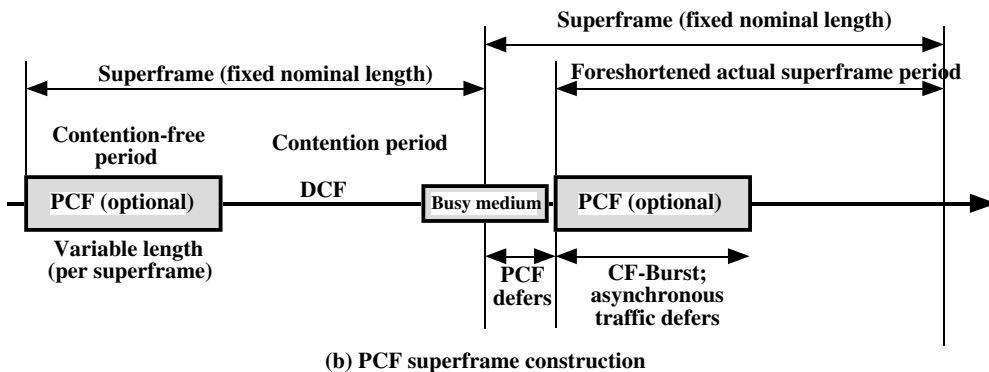 Superframe (fixed nominal length)
Superframe (fixed nominal length)
Foreshortened actual superframe period
Contention-free
period
Contention period
PCF (optional)
DCF
Busy medium
PCF (optional)
Variable length
(per superframe)
PCF
defers
CF-Burst;
asynchronous
traffic defers
(b) PCF superframe construction